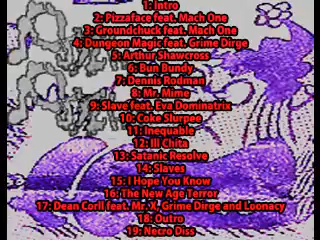 1: Intro
2: Pizzaface feat. Mach One
3: Groundchuck feat. Mach One
4: Dungeon Magic feat. Grime Dirge
5: Arthur Shawcross
6: Bun Bundy
7: Dennis Rodman
8: Mr. Mime
9: Slave feat. Eva Dominatrix
10: Coke Slurpee
11: Inequable
12: Ill Chita
13: Satanic Resolve
14: Slaves
15: I Hope You Know
16: The New Age Terror
17: Dean Corll feat. Mr. X, Grime Dirge and Loonacy
18: Outro
19: Necro Diss